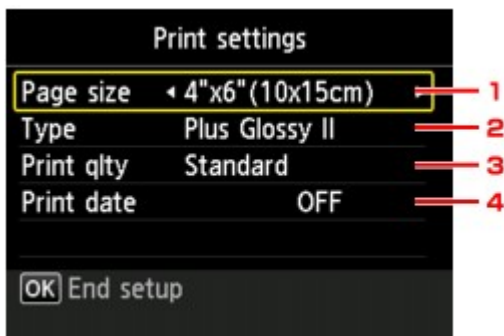 Print settings
Page size 4"x6"(10x15cm) 1
Type Plus Glossy II 2
Print qlty Standard 3
Print date OFF 4
OK End setup